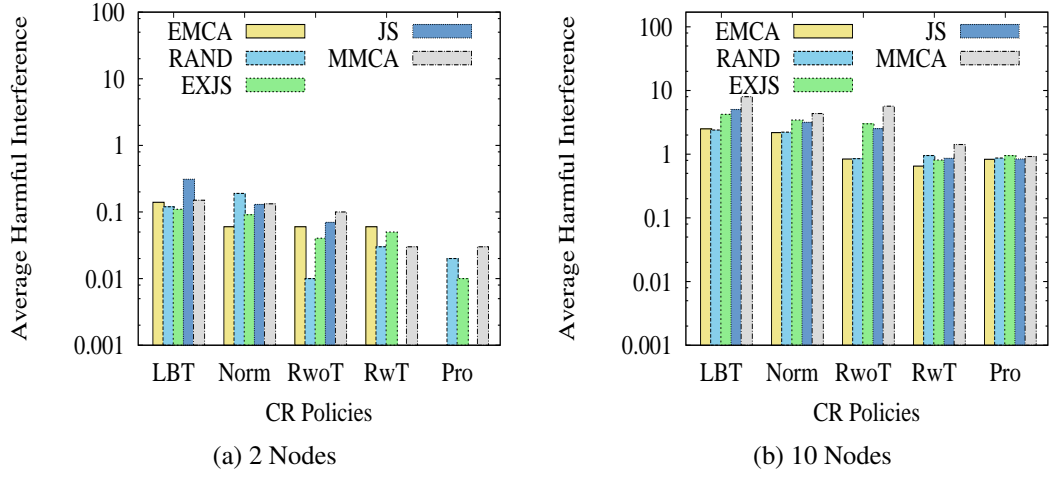 Average Harmful Interference
100
10
1
0.1
0.01
0.001
EMCA
RAND
EXJS
JS
MMCA
LBT Norm RwoT RwT Pro
CR Policies
(a) 2 Nodes
Average Harmful Interference
100
10
1
0.1
0.01
0.001
EMCA
RAND
EXJS
JS
MMCA
LBT Norm RwoT RwT Pro
CR Policies
(b) 10 Nodes